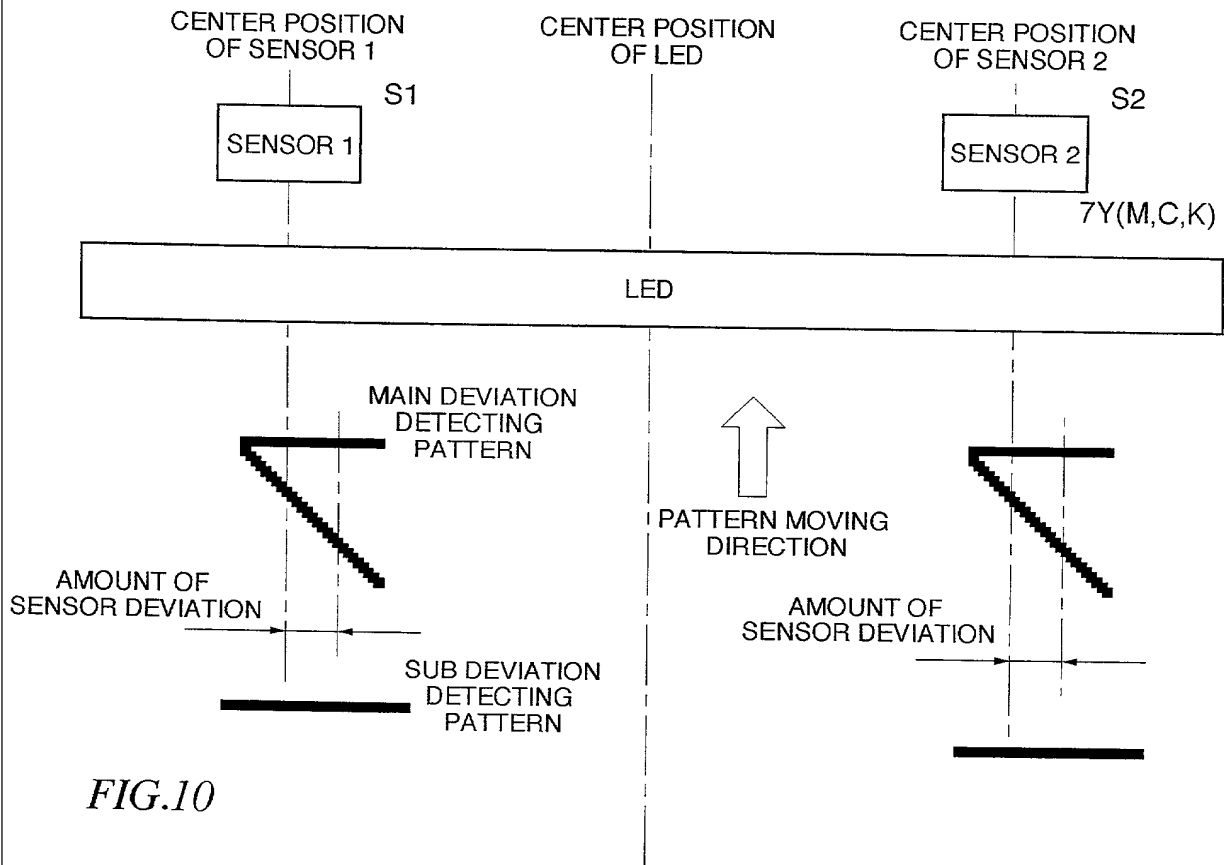 CENTER POSITION
OF SENSOR 1
CENTER POSITION
OF LED
CENTER POSITION
OF SENSOR 2
S1
S2
SENSOR 1
SENSOR 2
7Y(M,C,K)
LED
MAIN DEVIATION
DETECTING
PATTERN
PATTERN MOVING
DIRECTION
AMOUNT OF
SENSOR DEVIATION
AMOUNT OF
SENSOR DEVIATION
SUB DEVIATION
DETECTING
PATTERN
FIG.10